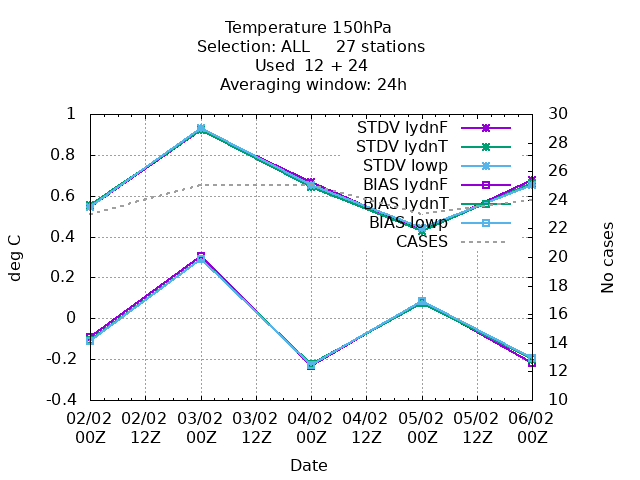 Temperature 150hPa
Selection: ALL     27 stations
Used  12 + 24
Averaging window: 24h
1
0.8
0.6
0.4
0.2
0
-0.2
-0.4
deg C
30
28
26
24
22
20
18
16
14
12
10
No cases
STDV lydnF
STDV lydnT
STDV lowp
BIAS lydnF
BIAS lydnT
BIAS lowp
CASES
02/02 02/02 03/02 03/02 04/02 04/02 05/02 05/02 06/02
00Z 12Z 00Z 12Z 00Z 12Z 00Z 12Z 00Z
Date